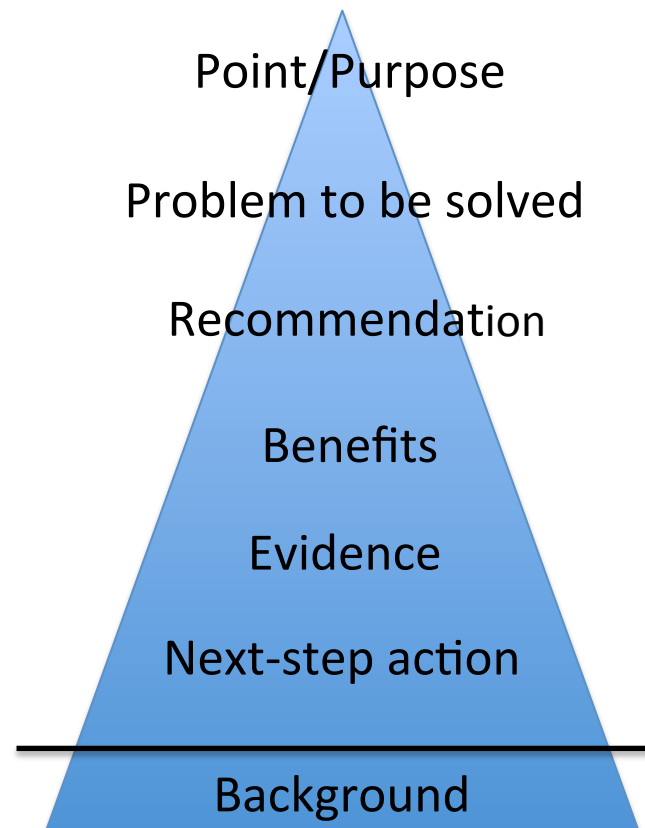 Point/Purpose
Problem to be solved
Recommendation
Benefits
Evidence
Next-step action
Background